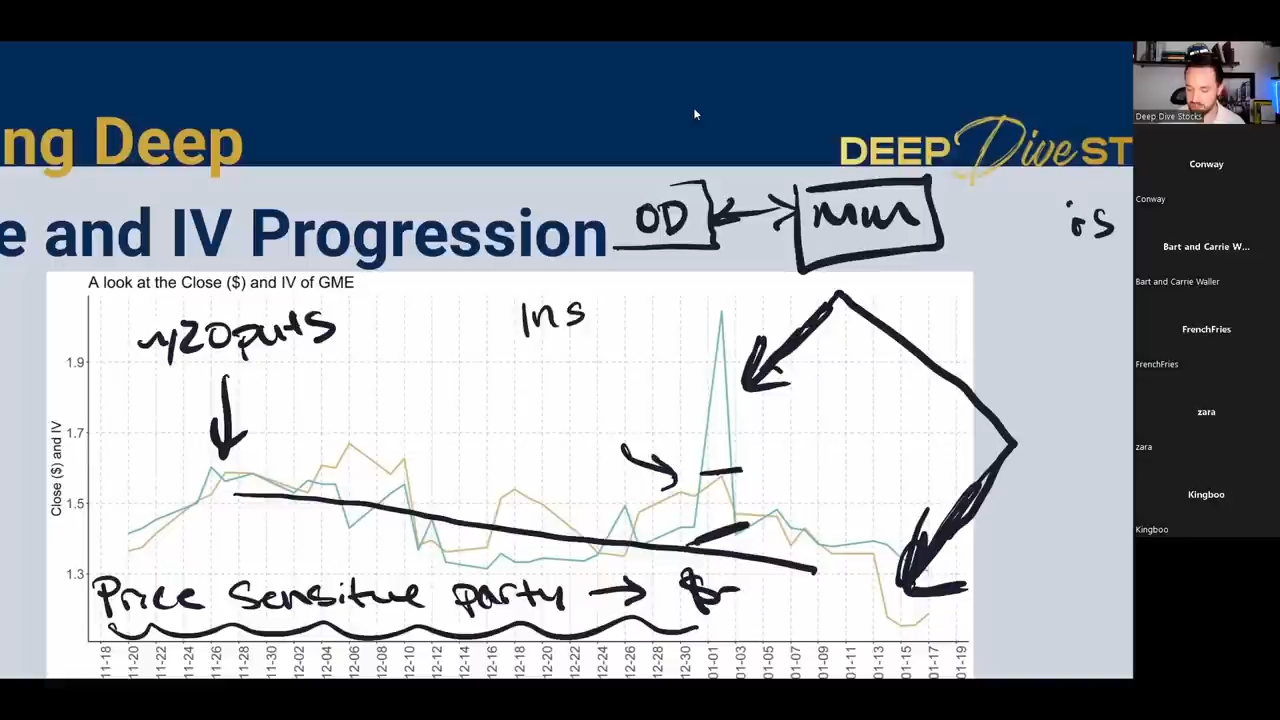 ng Deep
DEEP Dive ST
e and IV Progression
OD
MM
is
A look at the Close ($) and IV of GME
puts
Ins
1.9
1.7
1.5
1.3
Close ($) and IV
Price sensitive party → $
11-18
11-20
11-22
11-24
11-26
11-28
11-30
12-02
12-04
12-06
12-08
12-10
12-12
12-14
12-16
12-18
12-20
12-22
12-24
12-26
12-28
12-30
01-01
01-03
01-05
01-07
01-09
01-11
01-13
01-15
01-17
01-19
Deep Dive Stocks
Conway
Conway
Bart and Carrie W...
Bart and Carrie Waller
FrenchFries
FrenchFries
zara
zara
Kingboo
Kingboo